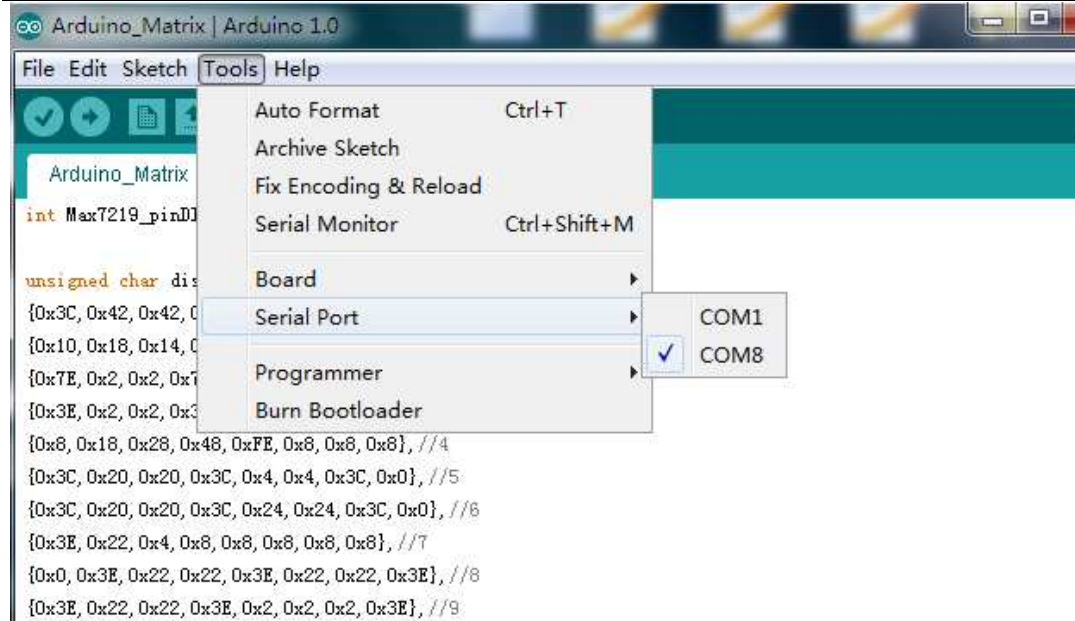 Arduino_Matrix | Arduino 1.0
File Edit Sketch Tools Help
Auto Format Ctrl+T
Archive Sketch
Fix Encoding & Reload
Serial Monitor Ctrl+Shift+M
Board
Serial Port
COM1
COM8
Programmer
Burn Bootloader
Arduino_Matrix
int Max7219_pinDI
unsigned char dis
{0x3C,0x42,0x42,0
{0x10,0x18,0x14,0
{0x7E,0x2,0x2,0x7
{0x3E,0x2,0x2,0x3
{0x8,0x18,0x28,0x48,0xFE,0x8,0x8,0x8},//4
{0x3C,0x20,0x20,0x3C,0x4,0x4,0x3C,0x0},//5
{0x3C,0x20,0x20,0x3C,0x24,0x24,0x3C,0x0},//6
{0x3E,0x22,0x4,0x8,0x8,0x8,0x8,0x8},//7
{0x0,0x3E,0x22,0x22,0x3E,0x22,0x22,0x3E},//8
{0x3E,0x22,0x22,0x3E,0x2,0x2,0x2,0x3E},//9